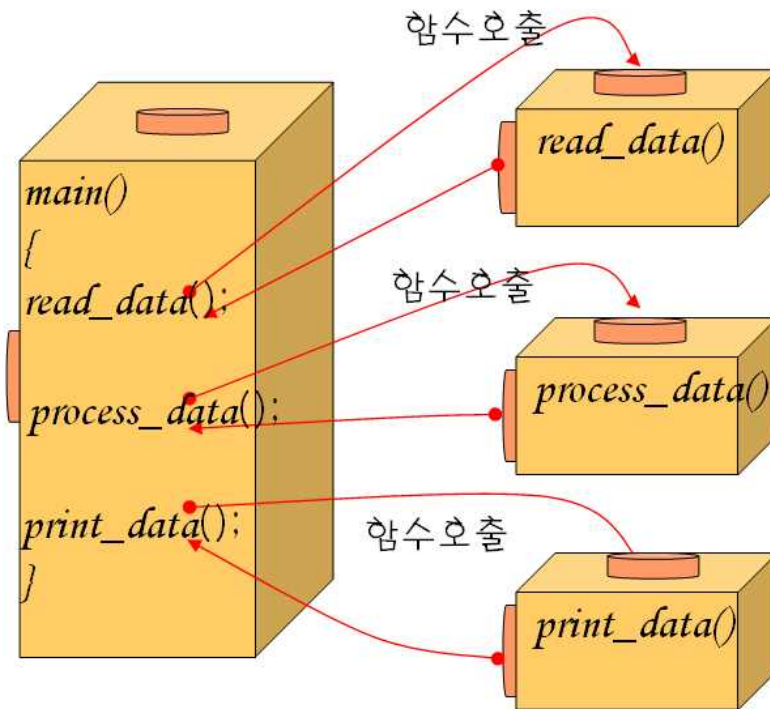 함수호출
read_data()
main()
{
read_data();
함수호출
process_data()
process_data();
print_data();
함수호출
}
print_data()